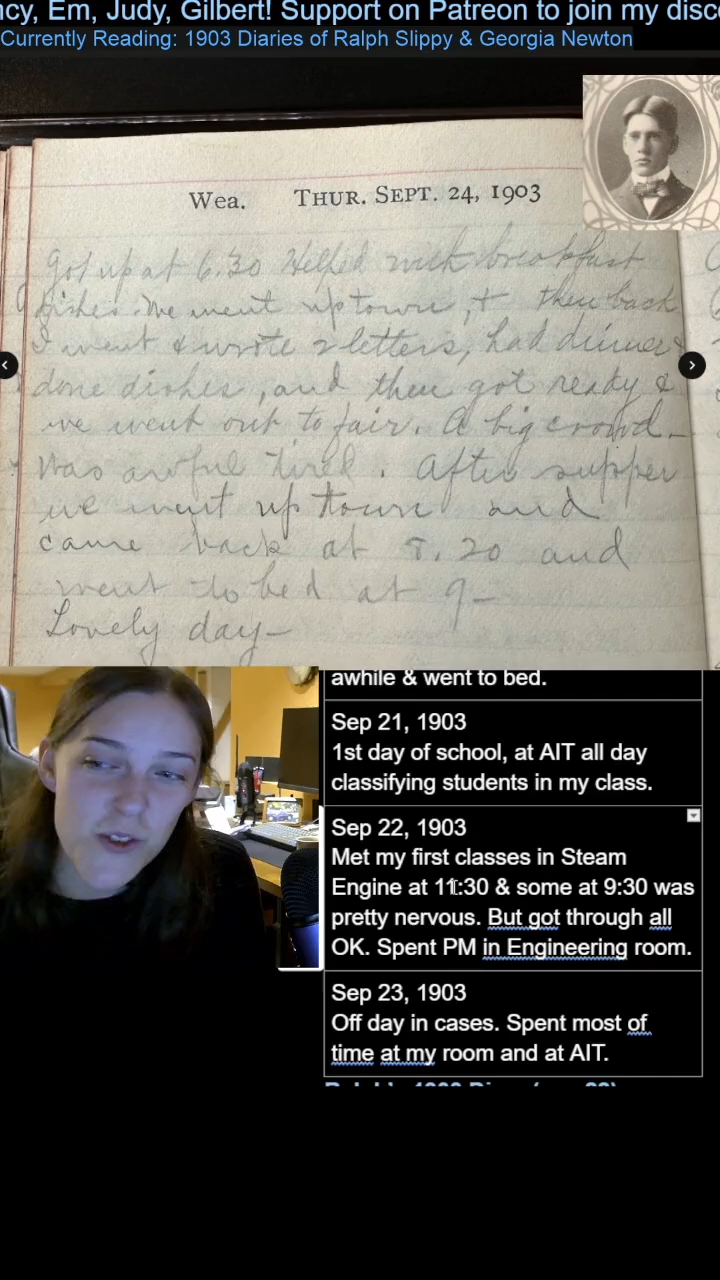 ncy, Em, Judy, Gilbert! Support on Patreon to join my disco
Currently Reading: 1903 Diaries of Ralph Slippy & Georgia Newton
Wea. THUR. SEPT. 24, 1903
Got up at 6.30 Helped with breakfast
dishes. We went up town, + then back
I went & wrote 2 letters, had dinner &
done dishes, and then got ready &
we went out to fair. A big crowd–
Was awful tired. After supper
we went up town and
came back at 8.20 and
went to bed at 9–
Lovely day–
awhile & went to bed.
Sep 21, 1903
1st day of school, at AIT all day
classifying students in my class.
Sep 22, 1903
Met my first classes in Steam
Engine at 11:30 & some at 9:30 was
pretty nervous. But got through all
OK. Spent PM in Engineering room.
Sep 23, 1903
Off day in cases. Spent most of
time at my room and at AIT.